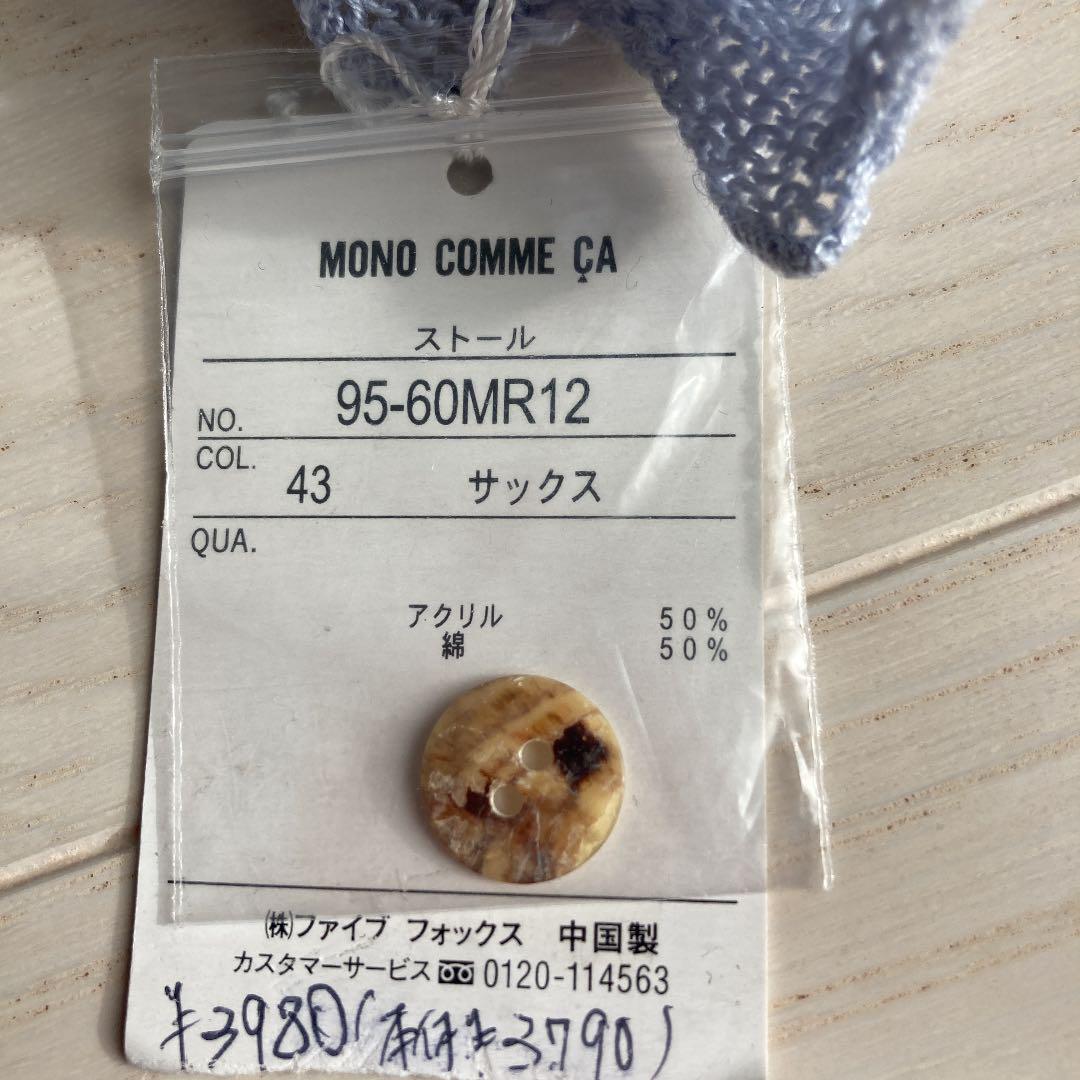 MONO COMME ÇA
ストール
NO. 95-60MR12
COL. 43 サックス
QUA.
アクリル 50%
綿 50%
㈱ファイブ フォックス 中国製
カスタマーサービス 0120-114563
¥3980(本体¥3790)